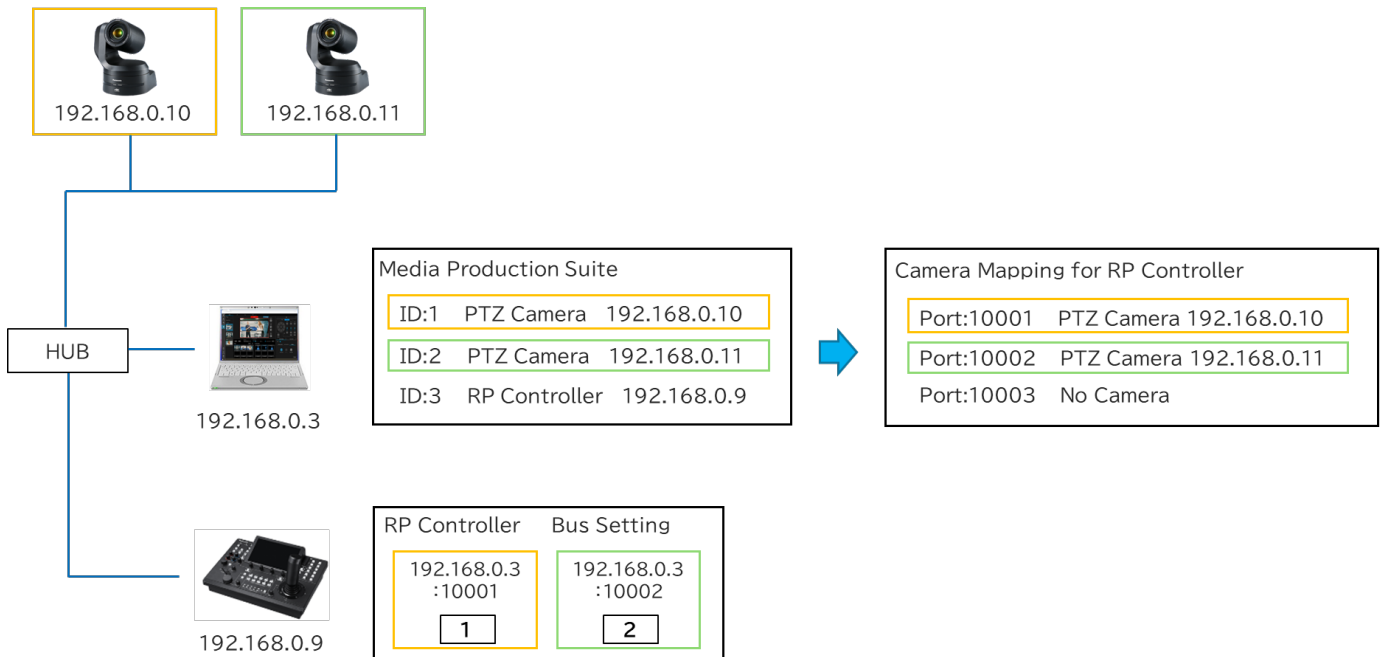 192.168.0.10
192.168.0.11
HUB
192.168.0.3
Media Production Suite
ID:1 PTZ Camera 192.168.0.10
ID:2 PTZ Camera 192.168.0.11
ID:3 RP Controller 192.168.0.9
Camera Mapping for RP Controller
Port:10001 PTZ Camera 192.168.0.10
Port:10002 PTZ Camera 192.168.0.11
Port:10003 No Camera
192.168.0.9
RP Controller Bus Setting
192.168.0.3
:10001
1
192.168.0.3
:10002
2